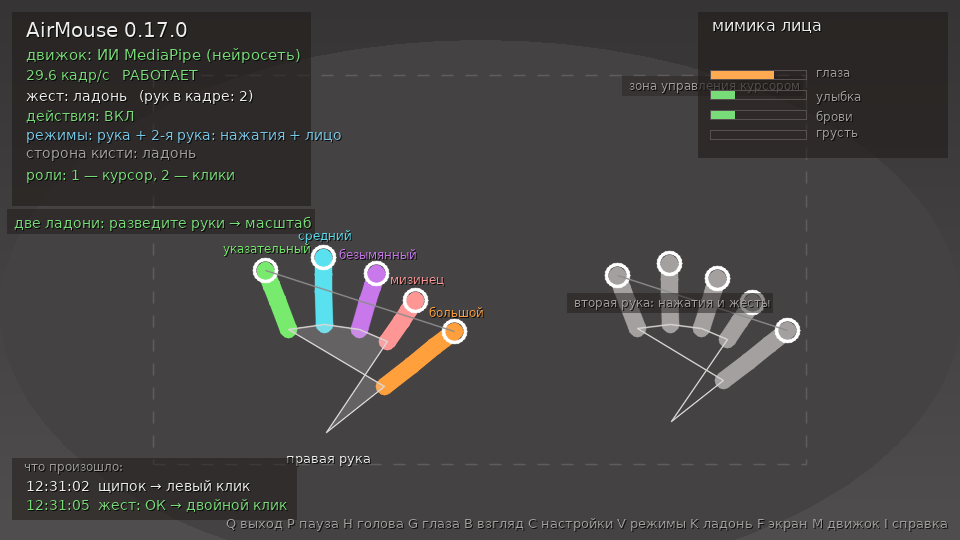 AirMouse 0.17.0
движок: ИИ MediaPipe (нейросеть)
29.6 кадр/с РАБОТАЕТ
жест: ладонь (рук в кадре: 2)
действия: ВКЛ
режимы: рука + 2-я рука: нажатия + лицо
сторона кисти: ладонь
роли: 1 — курсор, 2 — клики
мимика лица
глаза
зона управления курсором
улыбка
брови
грусть
две ладони: разведите руки → масштаб
средний
указательный
безымянный
мизинец
большой
вторая рука: нажатия и жесты
правая рука
что произошло:
12:31:02 щипок → левый клик
12:31:05 жест: ОК → двойной клик
Q выход P пауза H голова G глаза B взгляд C настройки V режимы K ладонь F экран M движок I справка